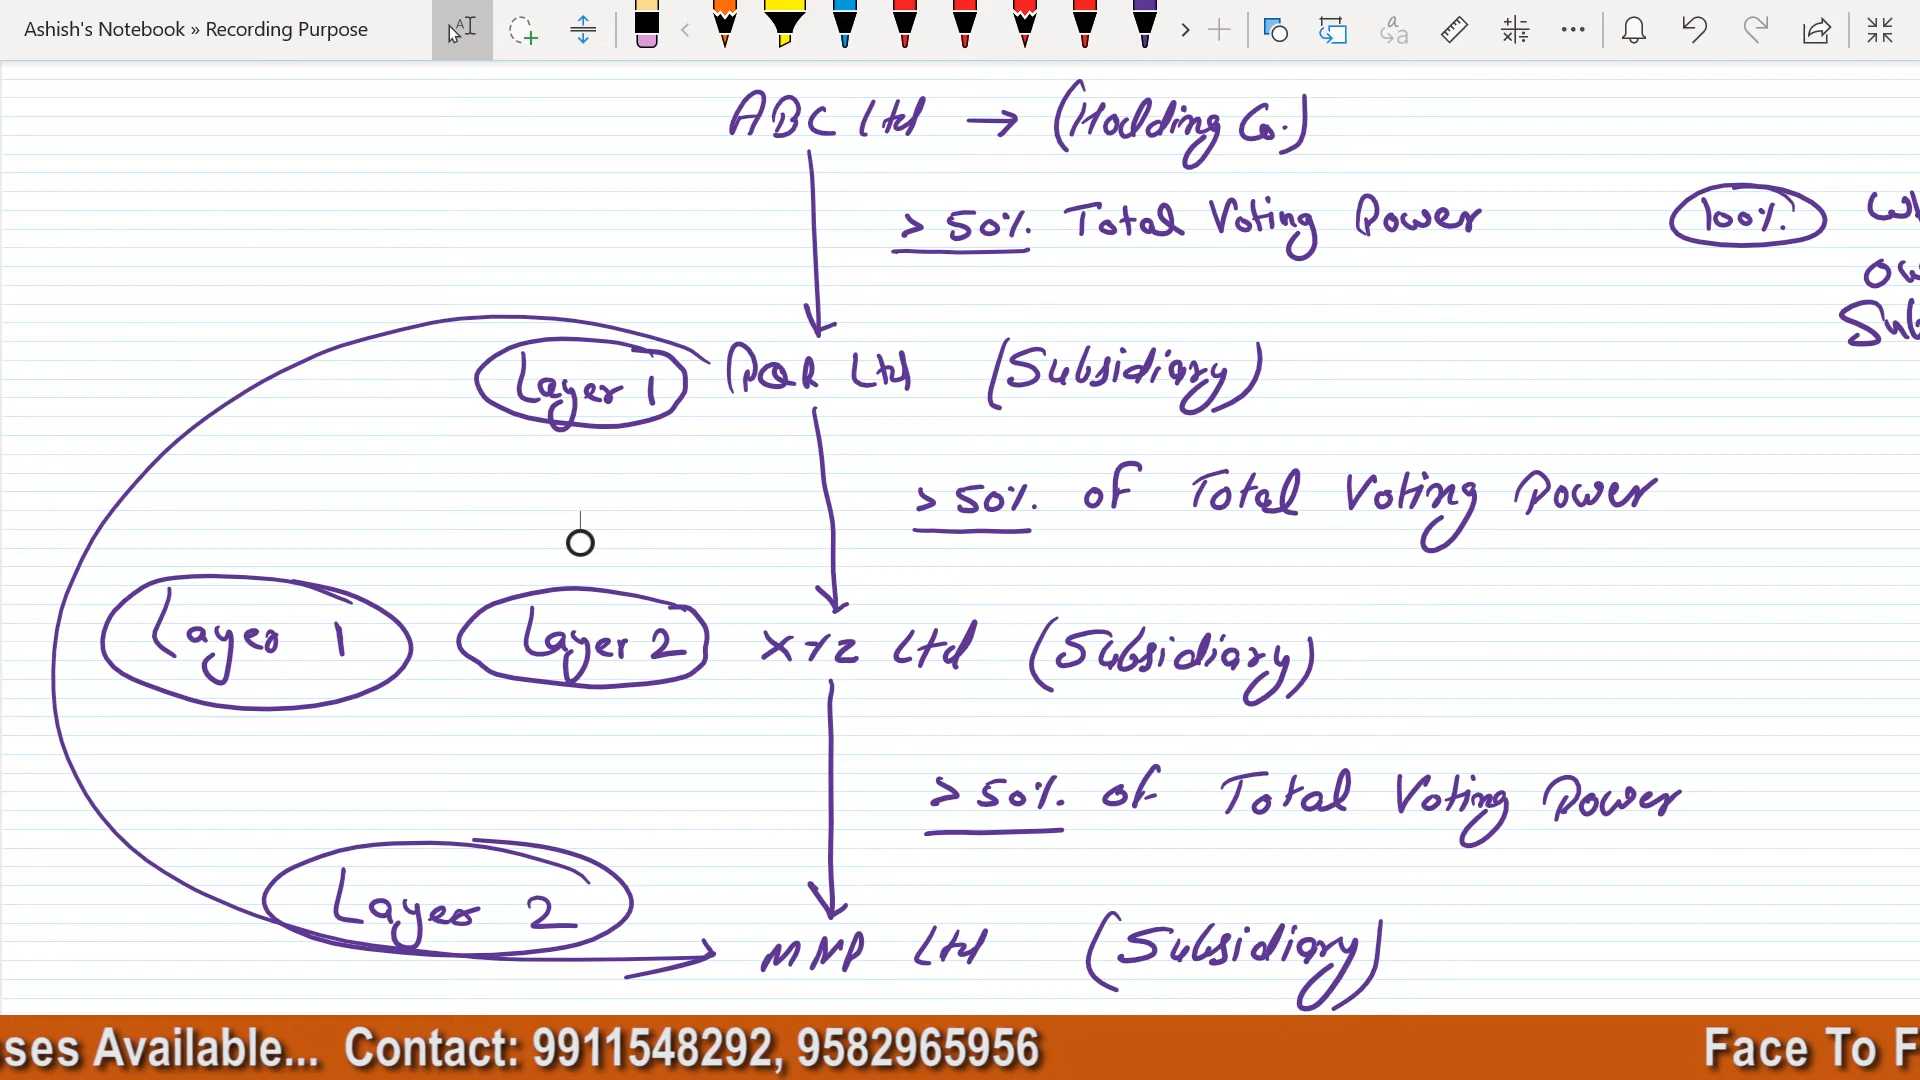 Ashish's Notebook » Recording Purpose
ABC Ltd → (Holding Co.)
> 50% Total Voting Power
100%
Layer 1 PQR Ltd (Subsidiary)
> 50% of Total Voting Power
Layer 1 Layer 2 XYZ Ltd (Subsidiary)
> 50% of Total Voting Power
Layer 2
MNP Ltd (Subsidiary)
ses Available... Contact: 9911548292, 9582965956 Face To F